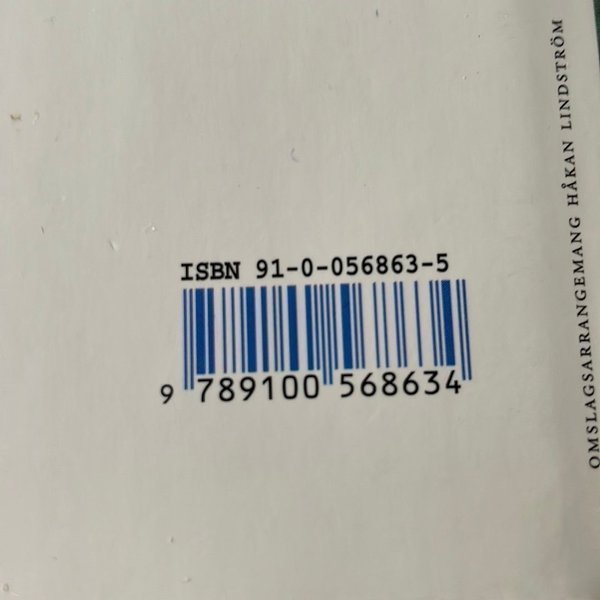 ISBN 91-0-056863-5
9 789100 568634
OMSLAGSARRANGEMANG HÅKAN LINDSTRÖM